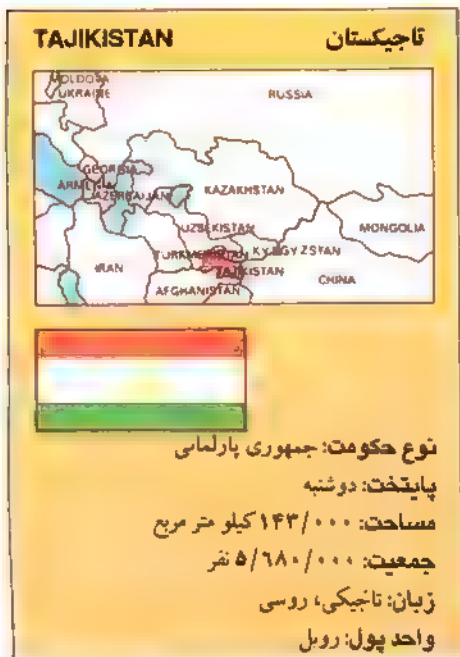 TAJIKISTAN تاجیکستان
MOLDOVA
UKRAINE
RUSSIA
GEORGIA
ARMENIA
AZERBAIJAN
KAZAKHSTAN
UZBEKISTAN
MONGOLIA
TURKMENISTAN KYRGYZSTAN
IRAN
TAJIKISTAN
CHINA
AFGHANISTAN
نوع حکومت: جمهوری پارلمانی
پایتخت: دوشنبه
مساحت: ۱۴۳/۰۰۰ کیلو متر مربع
جمعیت: ۵/۶۸۰/۰۰۰ نفر
زبان: تاجیکی، روسی
واحد پول: روبل